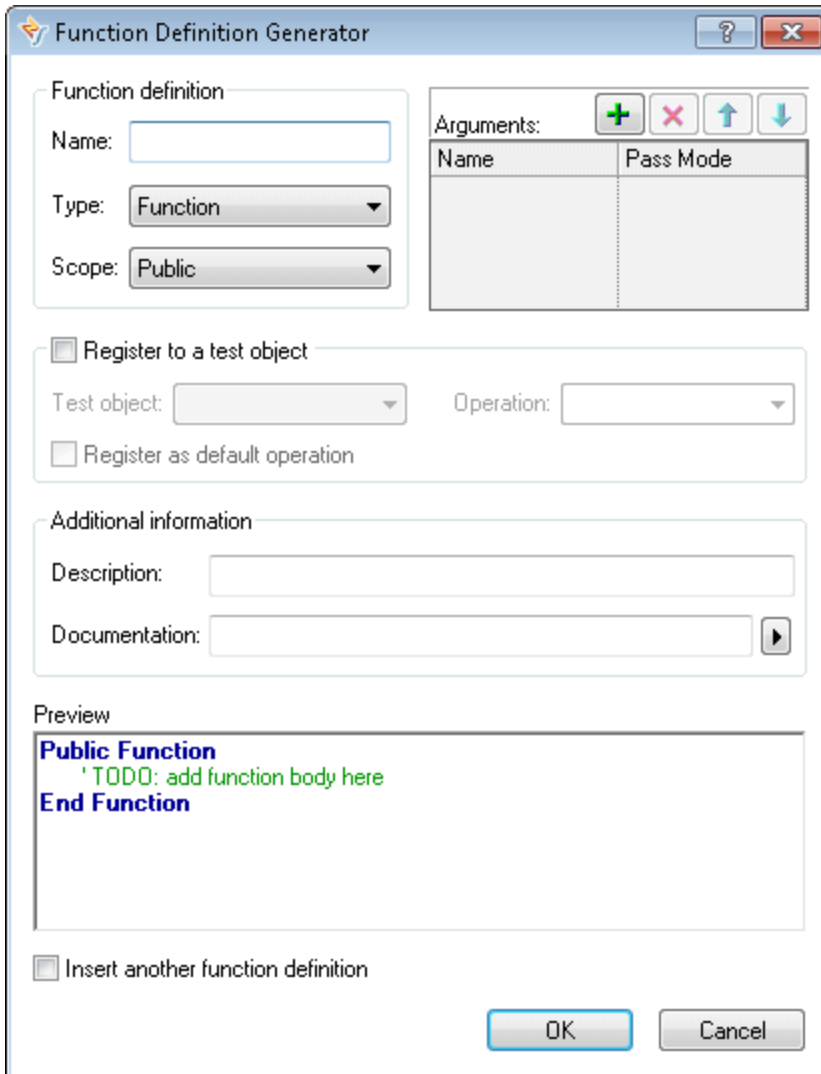 Function Definition Generator
Function definition
Name:
Type: Function
Scope: Public
Arguments:
Name Pass Mode
Register to a test object
Test object: Operation:
Register as default operation
Additional information
Description:
Documentation:
Preview
Public Function
' TODO: add function body here
End Function
Insert another function definition
OK Cancel